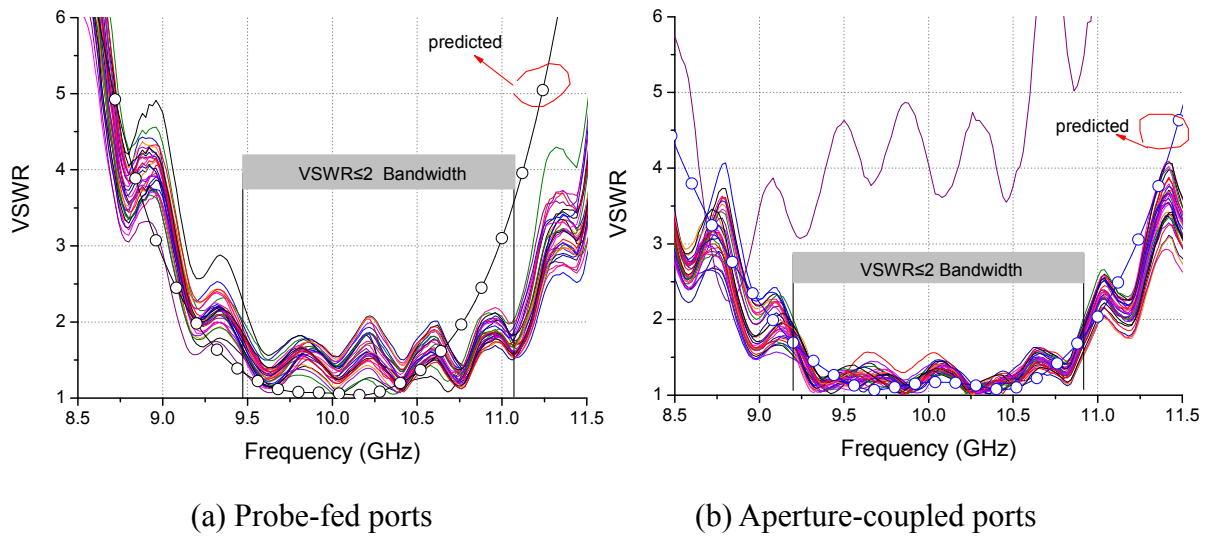 6
5
4
3
2
1
VSWR
predicted
VSWR≤2 Bandwidth
8.5 9.0 9.5 10.0 10.5 11.0 11.5
Frequency (GHz)
(a) Probe-fed ports
6
5
4
3
2
1
VSWR
predicted
VSWR≤2 Bandwidth
8.5 9.0 9.5 10.0 10.5 11.0 11.5
Frequency (GHz)
(b) Aperture-coupled ports